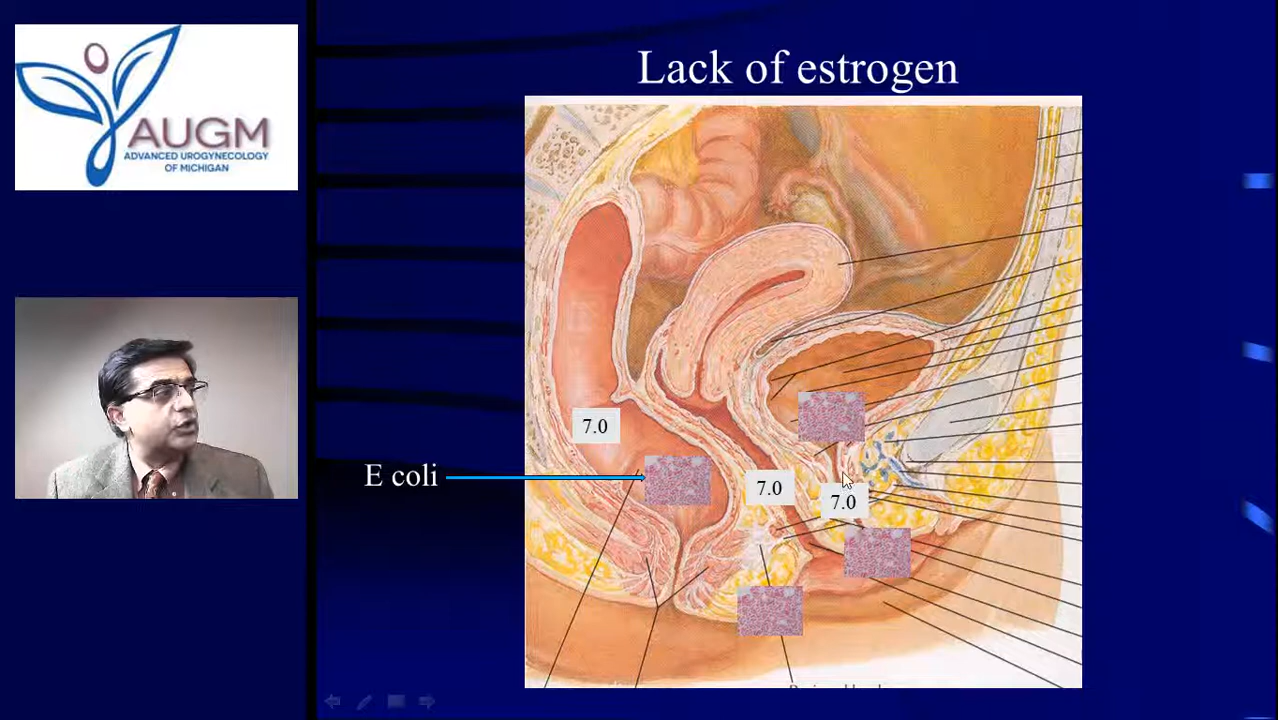 AUGM
ADVANCED UROGYNECOLOGY
OF MICHIGAN
Lack of estrogen
7.0
E coli
7.0
7.0